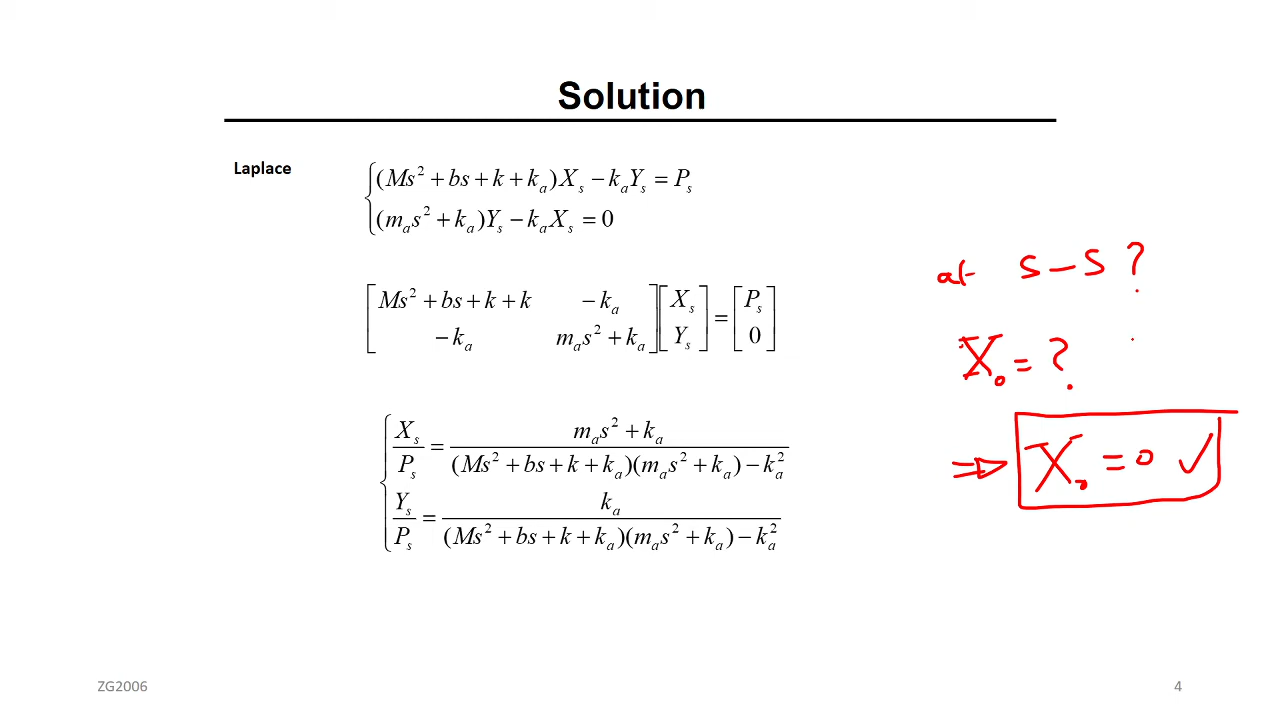 Solution
Laplace
(Ms² + bs + k + kₐ)Xₛ − kₐYₛ = Pₛ
(mₐs² + kₐ)Yₛ − kₐXₛ = 0
at s–s ?
[Ms² + bs + k + k   − kₐ] [Xₛ] = [Pₛ]
[− kₐ   mₐs² + kₐ] [Yₛ] = [0]
X₀ = ?
Xₛ/Pₛ = (mₐs² + kₐ) / ((Ms² + bs + k + kₐ)(mₐs² + kₐ) − kₐ²)
⇒ X₀ = 0 ✓
Yₛ/Pₛ = kₐ / ((Ms² + bs + k + kₐ)(mₐs² + kₐ) − kₐ²)
ZG2006
4